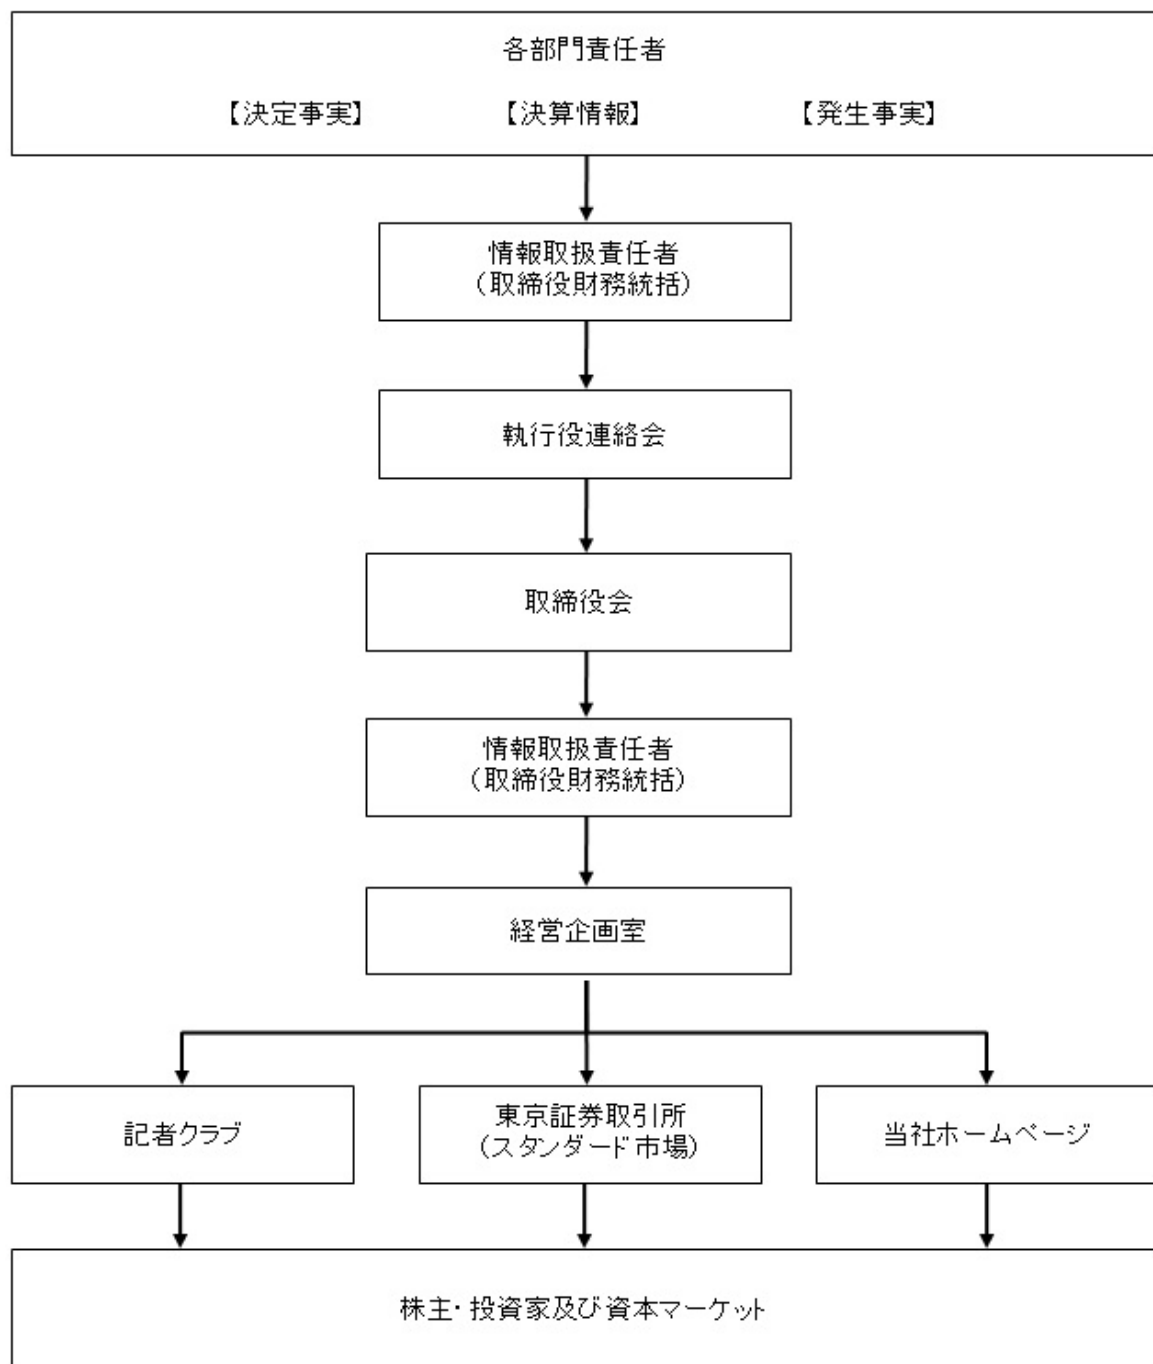 各部門責任者
【決定事実】 【決算情報】 【発生事実】
情報取扱責任者
（取締役財務統括）
執行役連絡会
取締役会
情報取扱責任者
（取締役財務統括）
経営企画室
記者クラブ
東京証券取引所
（スタンダード市場）
当社ホームページ
株主・投資家及び資本マーケット